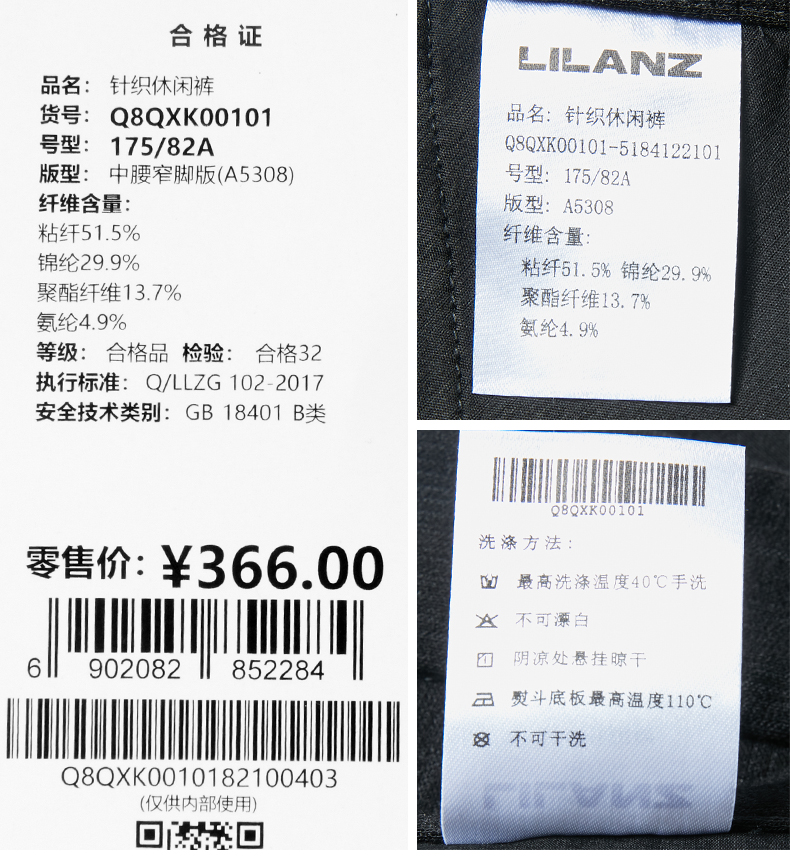 合格证
品名： 针织休闲裤
货号： Q8QXK00101
号型： 175/82A
版型： 中腰窄脚版(A5308)
纤维含量：
粘纤51.5%
锦纶29.9%
聚酯纤维13.7%
氨纶4.9%
等级： 合格品 检验： 合格32
执行标准： Q/LLZG 102-2017
安全技术类别： GB 18401 B类
零售价： ¥366.00
6 902082 852284
Q8QXK0010182100403
(仅供内部使用)
LILANZ
品名: 针织休闲裤
Q8QXK00101-5184122101
号型: 175/82A
版型: A5308
纤维含量:
粘纤51.5% 锦纶29.9%
聚酯纤维13.7%
氨纶4.9%
Q8QXK00101
洗涤方法:
最高洗涤温度40℃手洗
不可漂白
阴凉处悬挂晾干
熨斗底板最高温度110℃
不可干洗
LILANZ